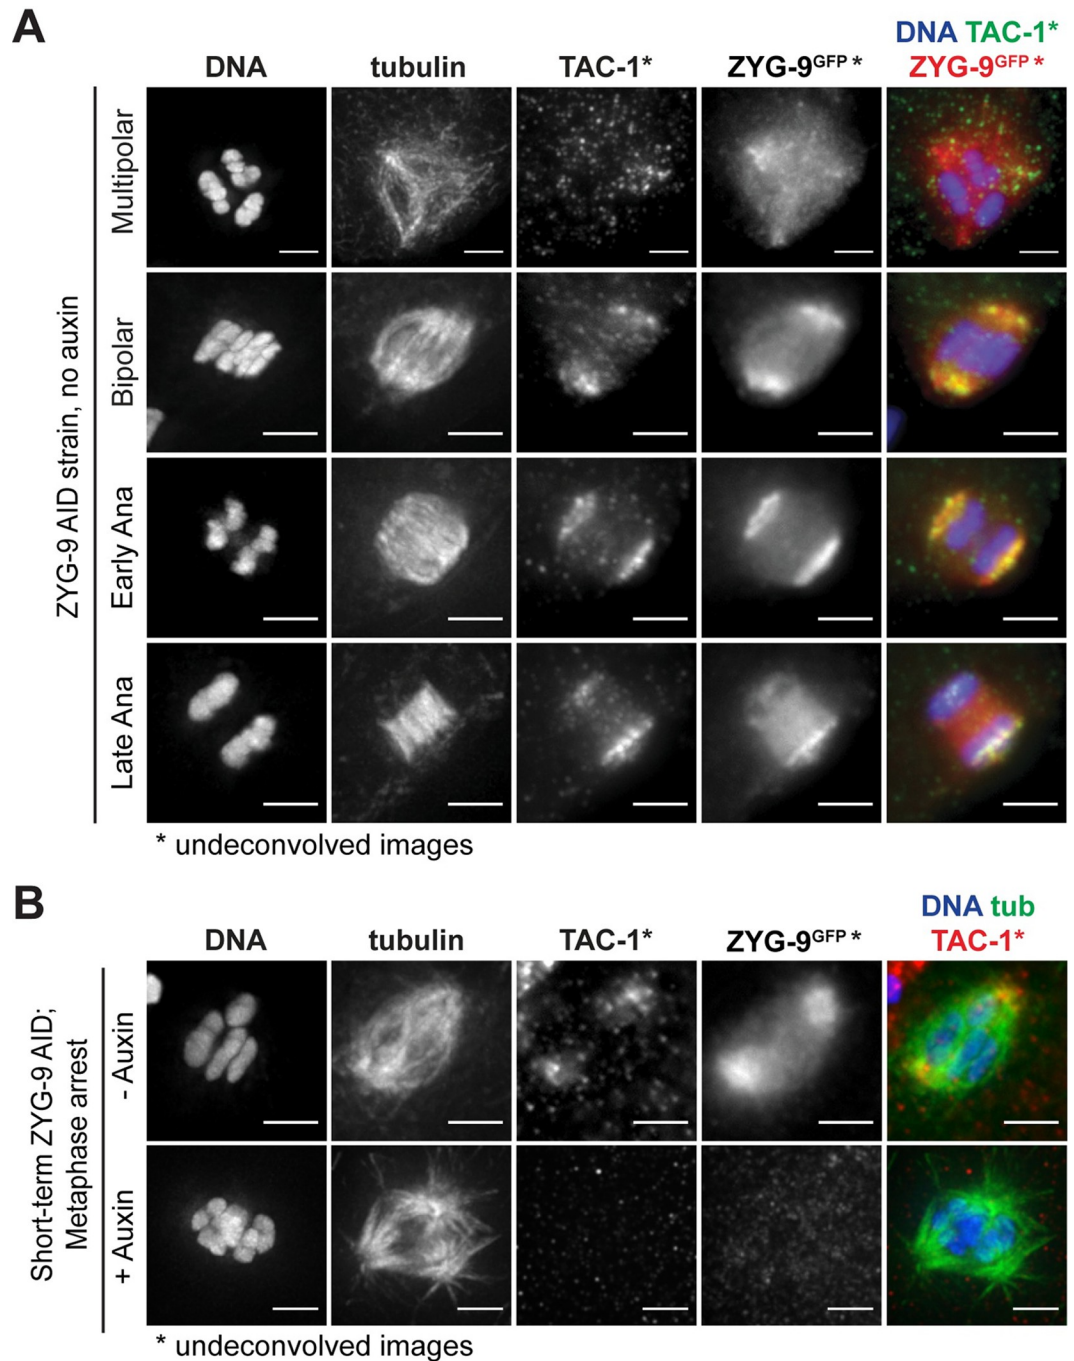 A
DNA TAC-1*
DNA tubulin TAC-1* ZYG-9GFP * ZYG-9GFP *
ZYG-9 AID strain, no auxin
Multipolar
Bipolar
Early Ana
Late Ana
* undeconvolved images
B
DNA tub
DNA tubulin TAC-1* ZYG-9GFP * TAC-1*
Short-term ZYG-9 AID;
Metaphase arrest
- Auxin
+ Auxin
* undeconvolved images